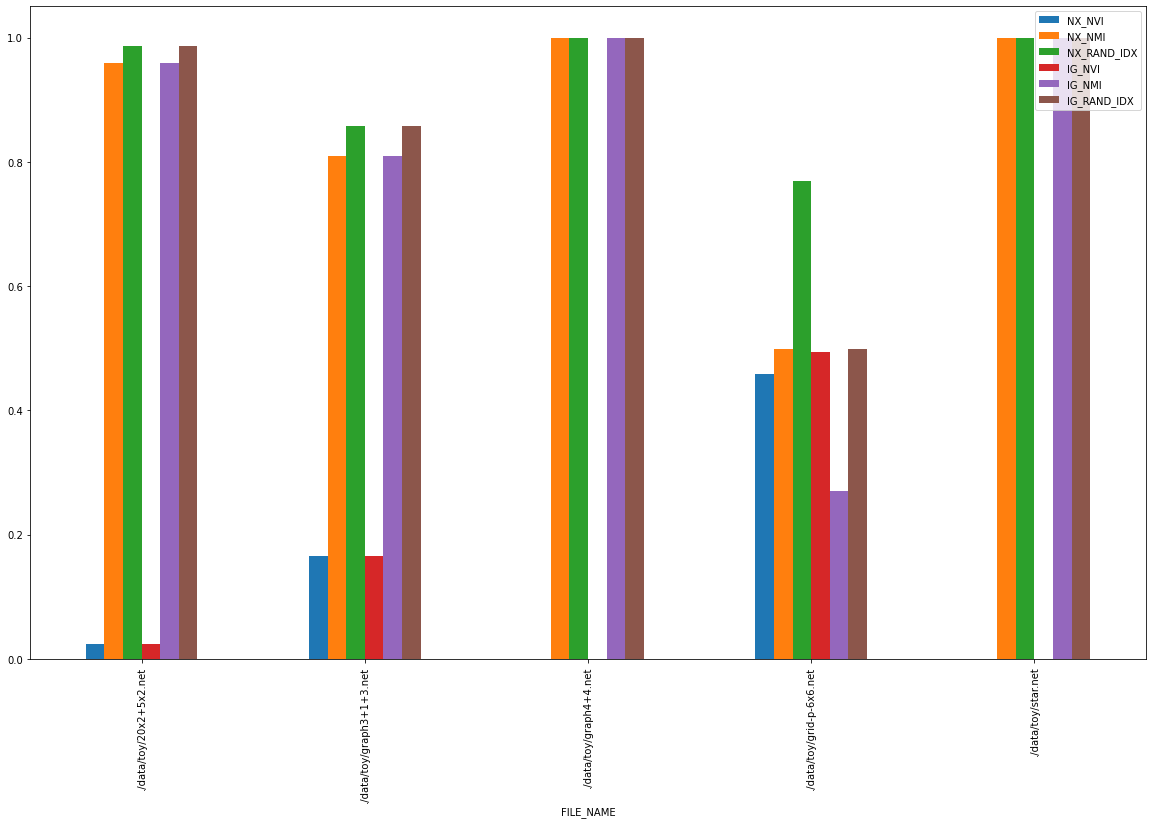 1.0
0.8
0.6
0.4
0.2
0.0
NX_NVI
NX_NMI
NX_RAND_IDX
IG_NVI
IG_NMI
IG_RAND_IDX
./data/toy/20x2+5x2.net
./data/toy/graph3+1+3.net
./data/toy/graph4+4.net
./data/toy/grid-p-6x6.net
./data/toy/star.net
FILE_NAME